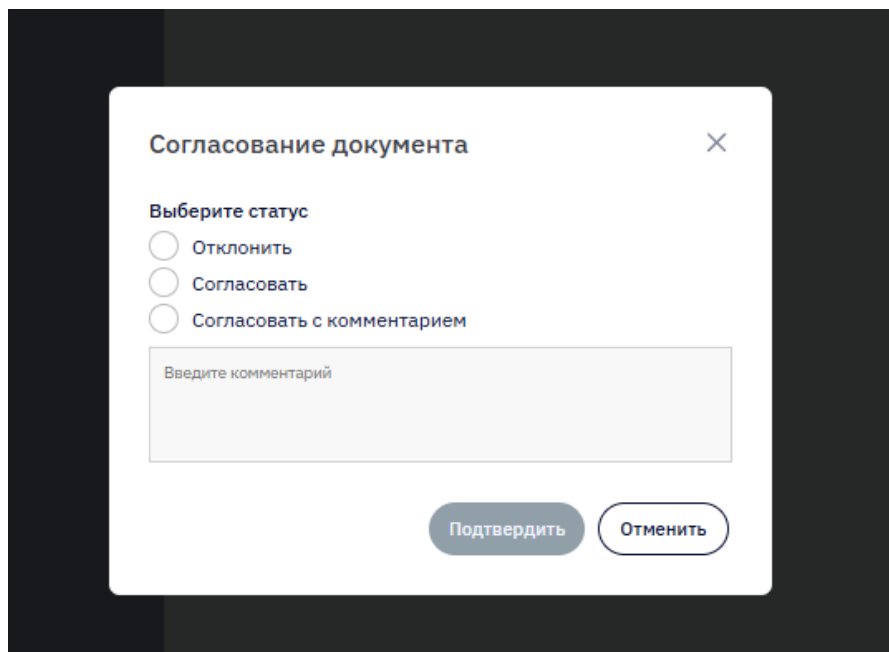 Согласование документа
Выберите статус
Отклонить
Согласовать
Согласовать с комментарием
Введите комментарий
Подтвердить Отменить